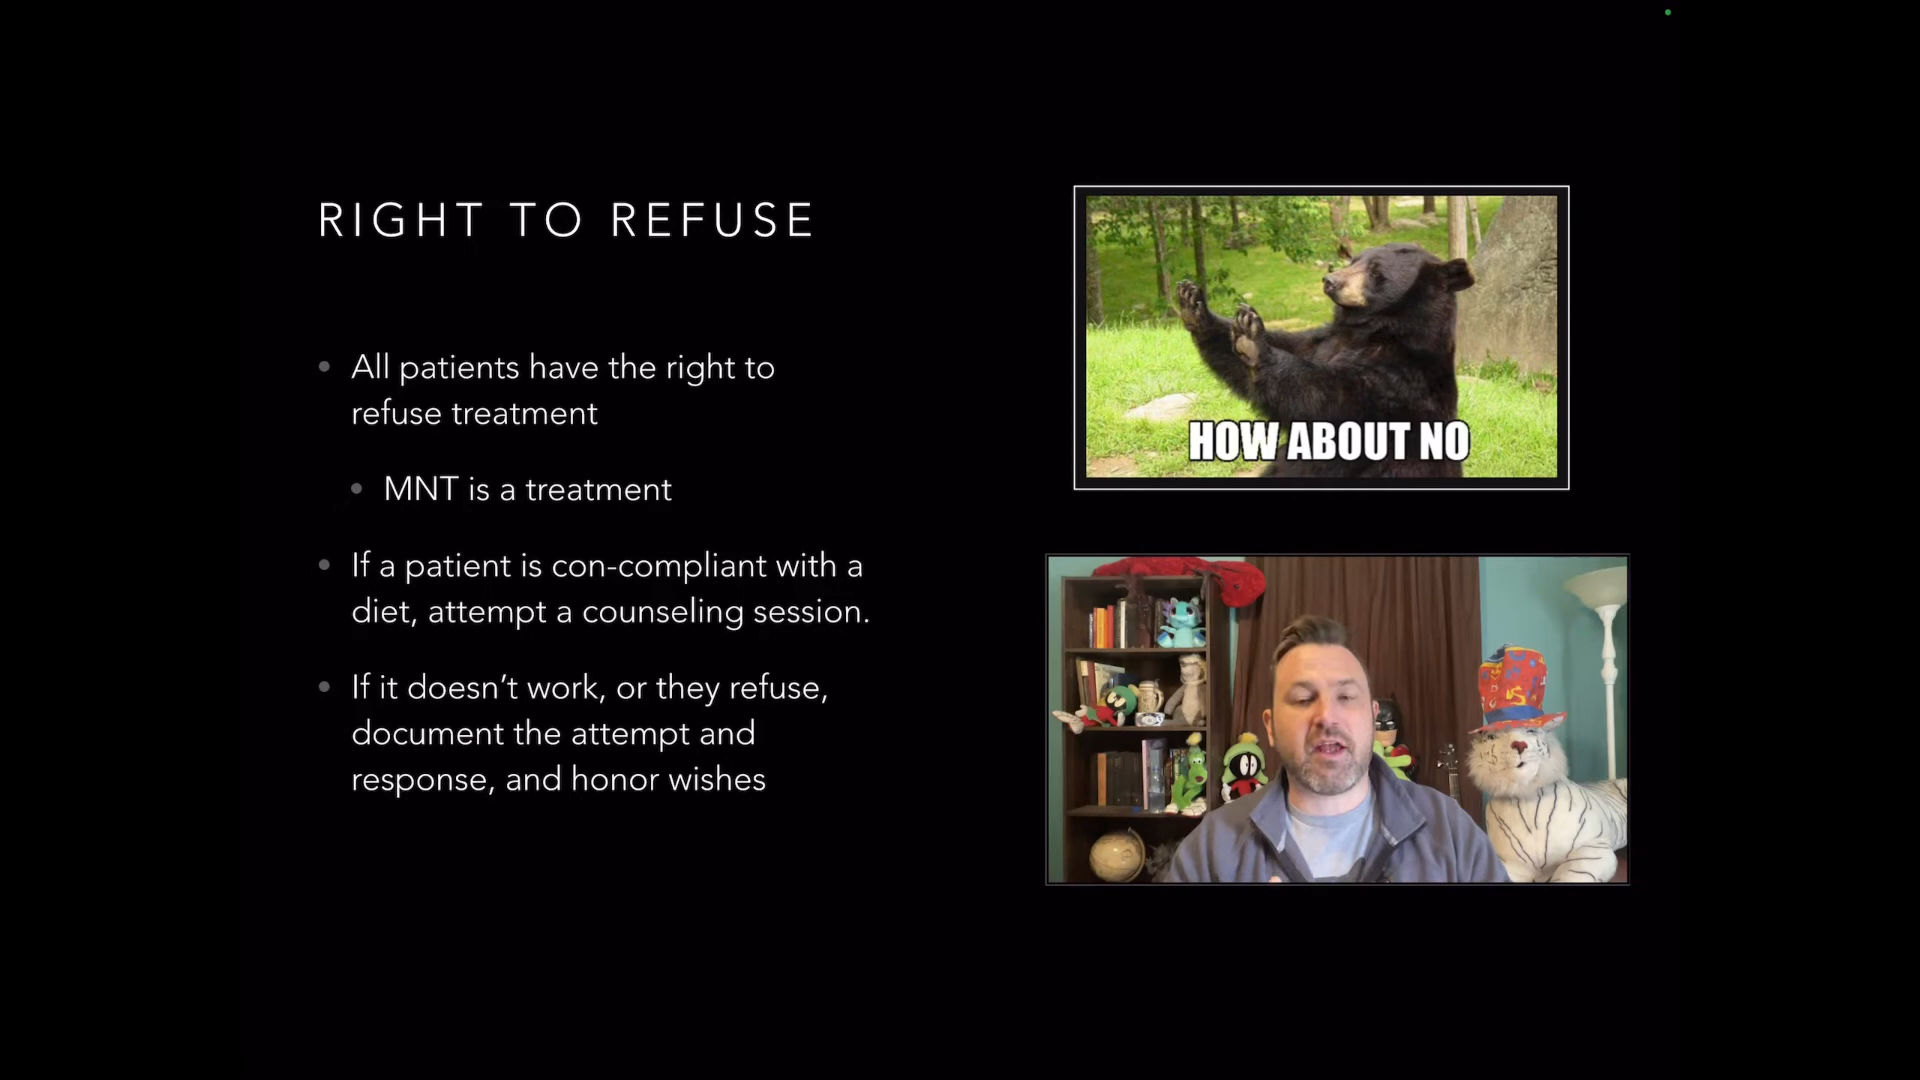 RIGHT TO REFUSE
All patients have the right to
refuse treatment
MNT is a treatment
If a patient is con-compliant with a
diet, attempt a counseling session.
If it doesn't work, or they refuse,
document the attempt and
response, and honor wishes
HOW ABOUT NO